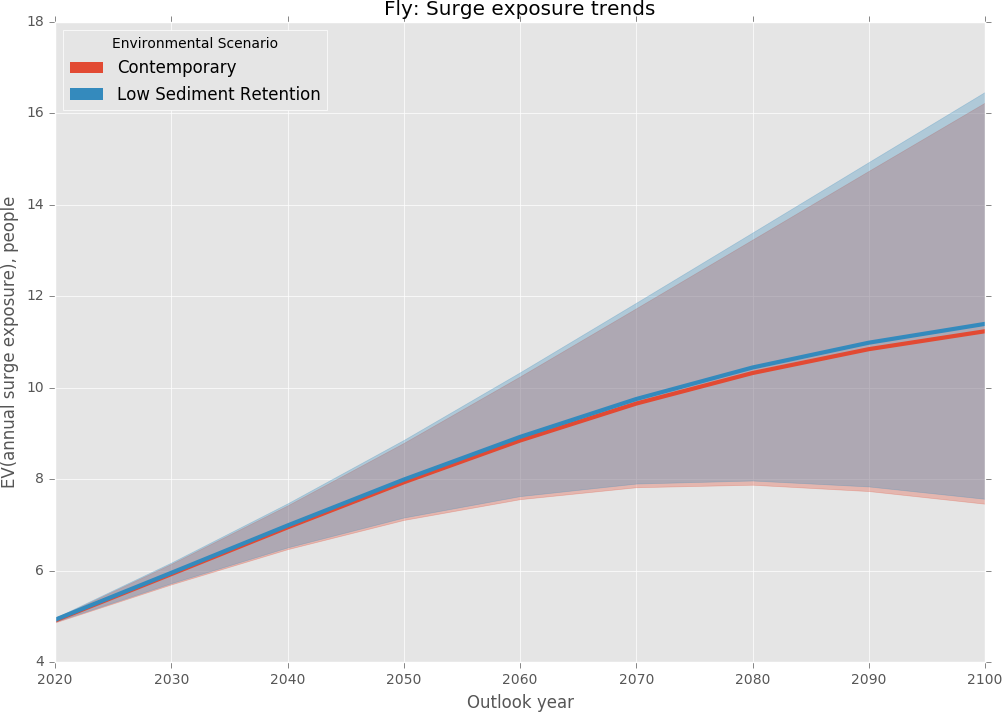 Fly: Surge exposure trends
18
Environmental Scenario
Contemporary
Low Sediment Retention
16
14
12
10
8
6
4
EV(annual surge exposure), people
2020 2030 2040 2050 2060 2070 2080 2090 2100
Outlook year